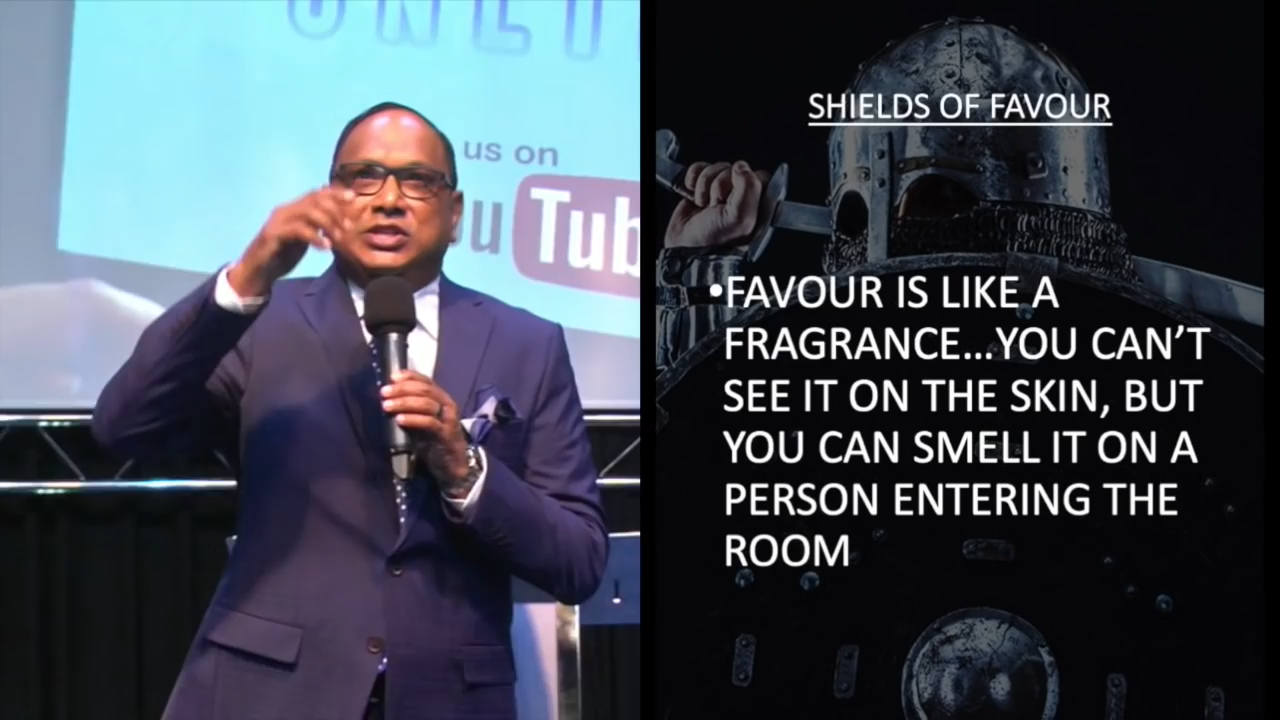 us on
Tub
SHIELDS OF FAVOUR
•FAVOUR IS LIKE A
FRAGRANCE...YOU CAN'T
SEE IT ON THE SKIN, BUT
YOU CAN SMELL IT ON A
PERSON ENTERING THE
ROOM